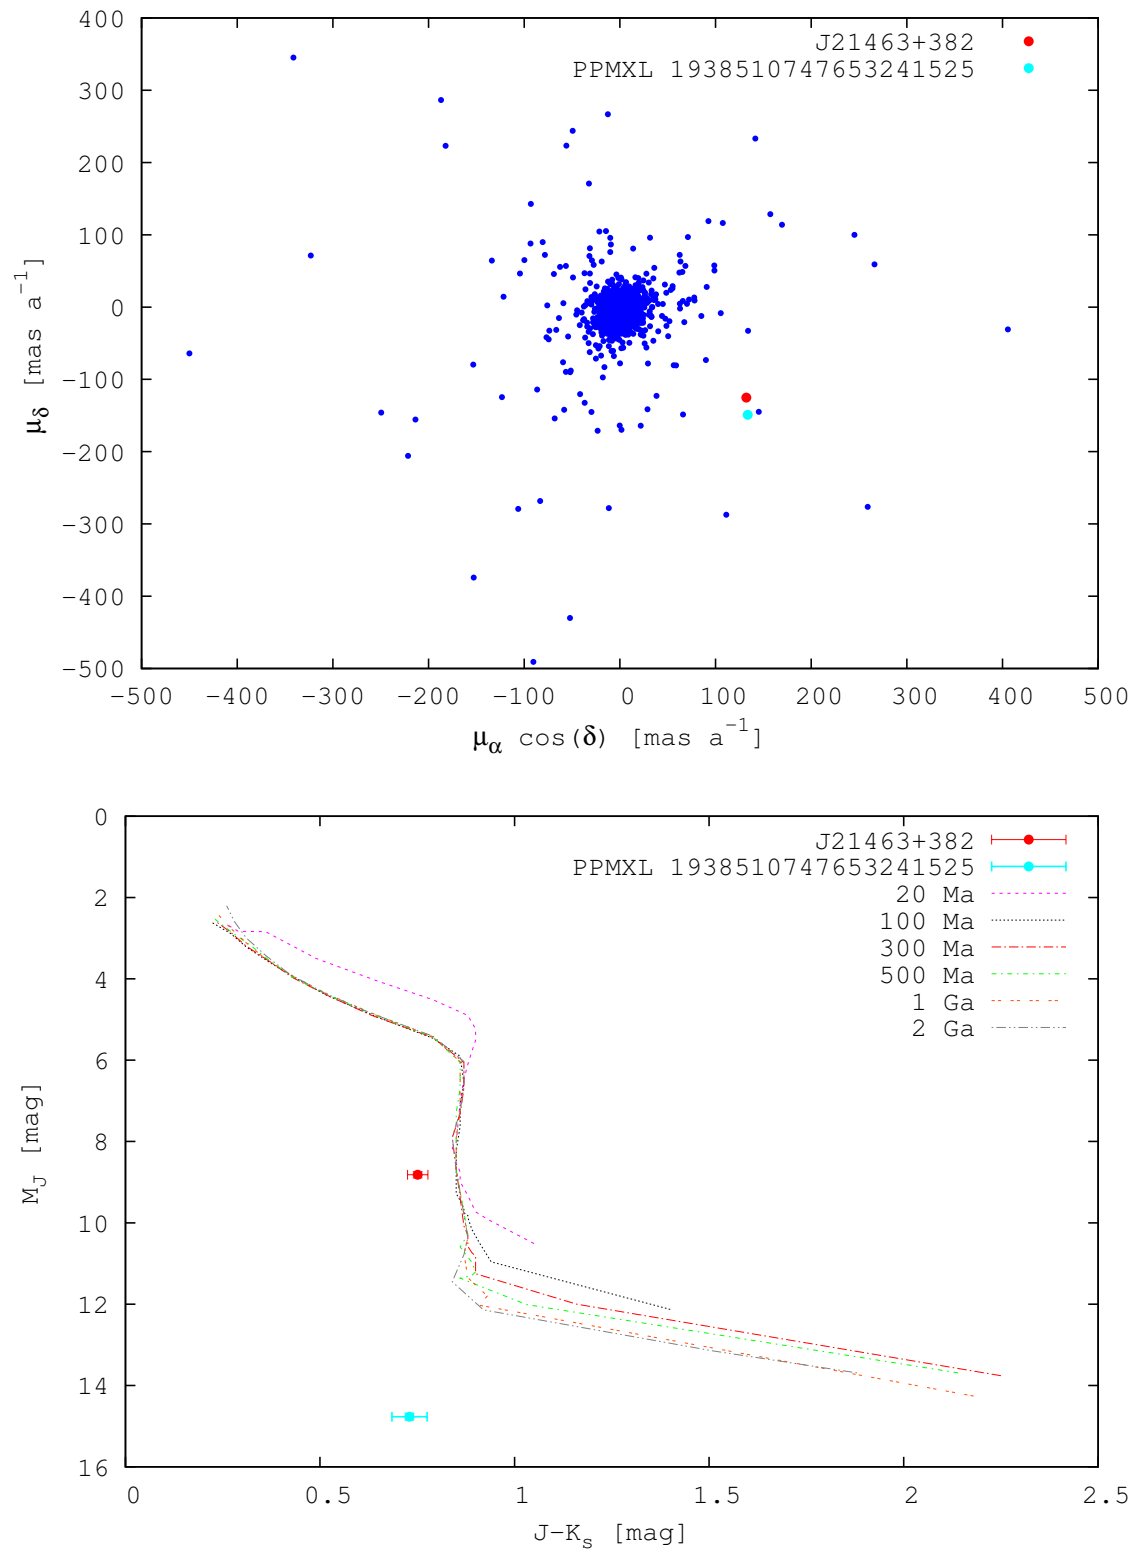 400
300
200
100
0
−100
−200
−300
−400
−500
−500 −400 −300 −200 −100 0 100 200 300 400 500
μδ [mas a−1]
μα cos(δ) [mas a−1]
J21463+382
PPMXL 1938510747653241525
0
2
4
6
8
10
12
14
16
0 0.5 1 1.5 2 2.5
MJ [mag]
J−Ks [mag]
J21463+382
PPMXL 1938510747653241525
20 Ma
100 Ma
300 Ma
500 Ma
1 Ga
2 Ga